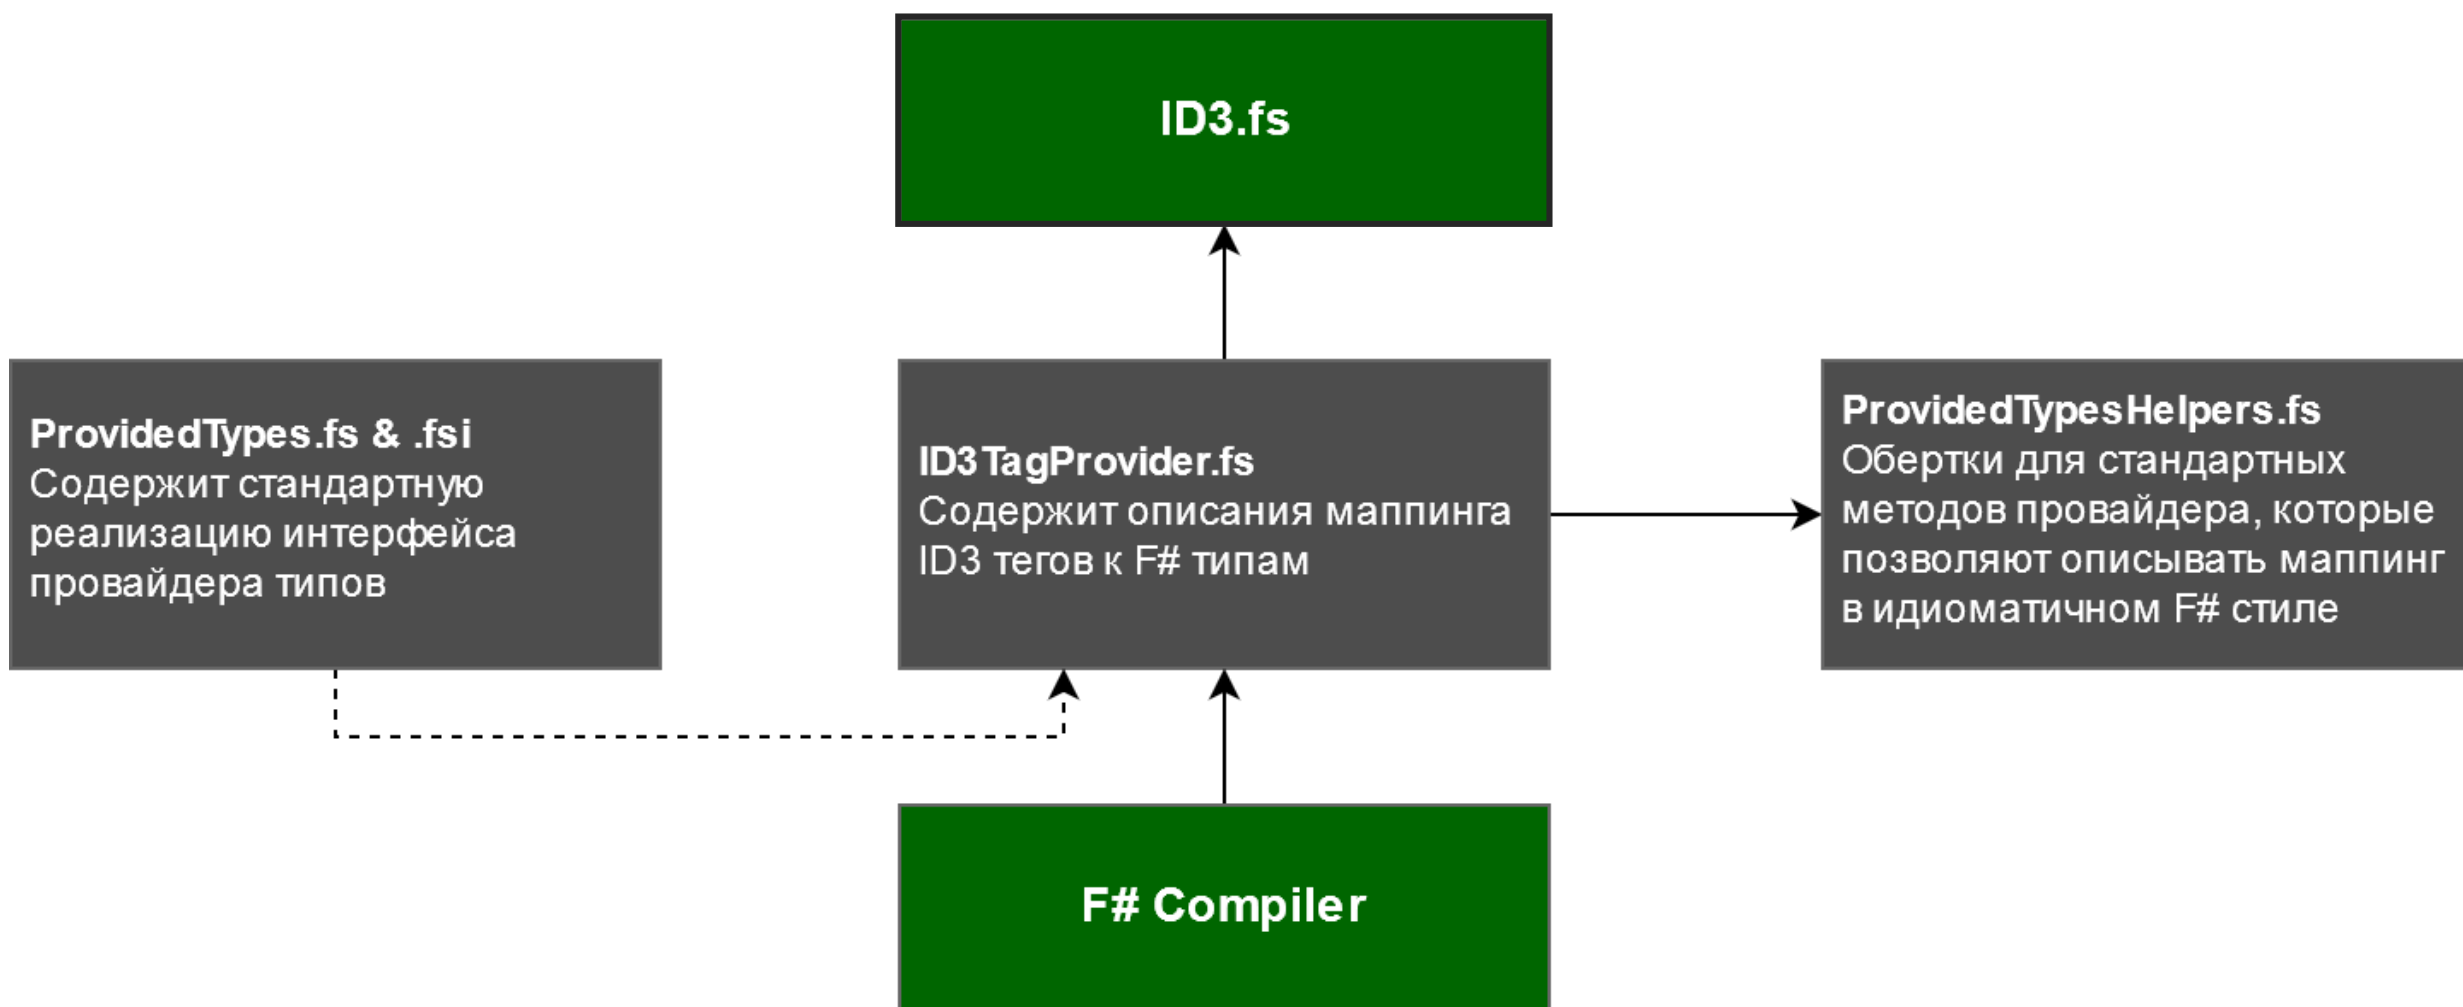 ID3.fs
ProvidedTypes.fs & .fsi
Содержит стандартную
реализацию интерфейса
провайдера типов
ID3TagProvider.fs
Содержит описания маппинга
ID3 тегов к F# типам
ProvidedTypesHelpers.fs
Обертки для стандартных
методов провайдера, которые
позволяют описывать маппинг
в идиоматичном F# стиле
F# Compiler